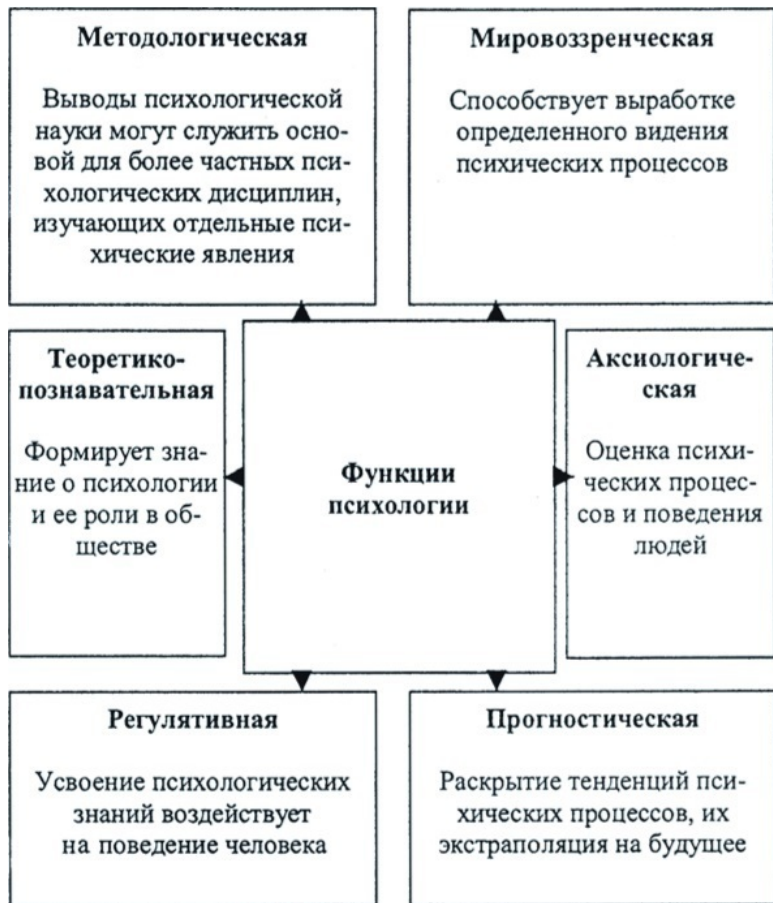 Методологическая
Выводы психологической
науки могут служить осно-
вой для более частных пси-
хологических дисциплин,
изучающих отдельные пси-
хические явления
Мировоззренческая
Способствует выработке
определенного видения
психических процессов
Теоретико-
познавательная
Формирует зна-
ние о психологии
и ее роли в об-
ществе
Функции
психологии
Аксиологиче-
ская
Оценка психи-
ческих процес-
сов и поведения
людей
Регулятивная
Усвоение психологических
знаний воздействует
на поведение человека
Прогностическая
Раскрытие тенденций пси-
хических процессов, их
экстраполяция на будущее